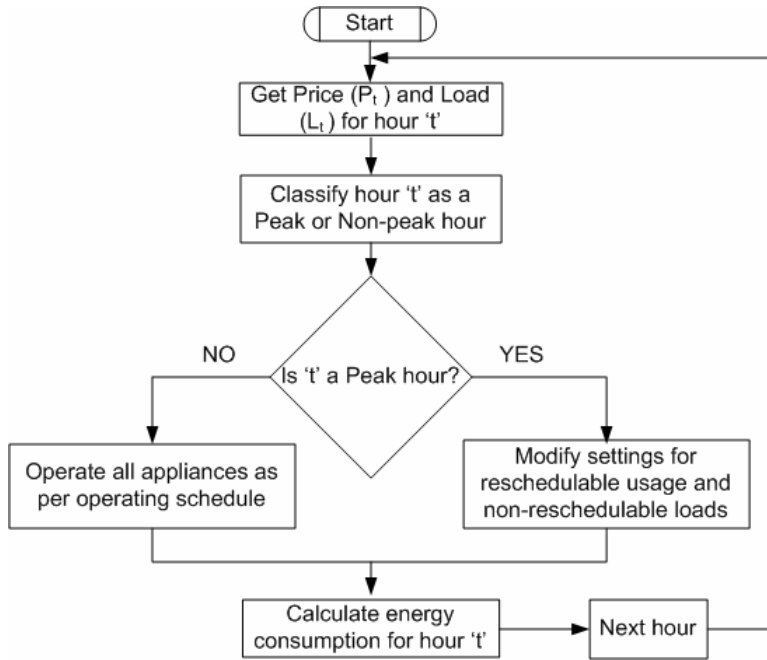 Start
Get Price (Pt ) and Load
(Lt ) for hour ‘t’
Classify hour ‘t’ as a
Peak or Non-peak hour
NO
YES
Is ‘t’ a Peak hour?
Operate all appliances as
per operating schedule
Modify settings for
reschedulable usage and
non-reschedulable loads
Calculate energy
consumption for hour ‘t’
Next hour